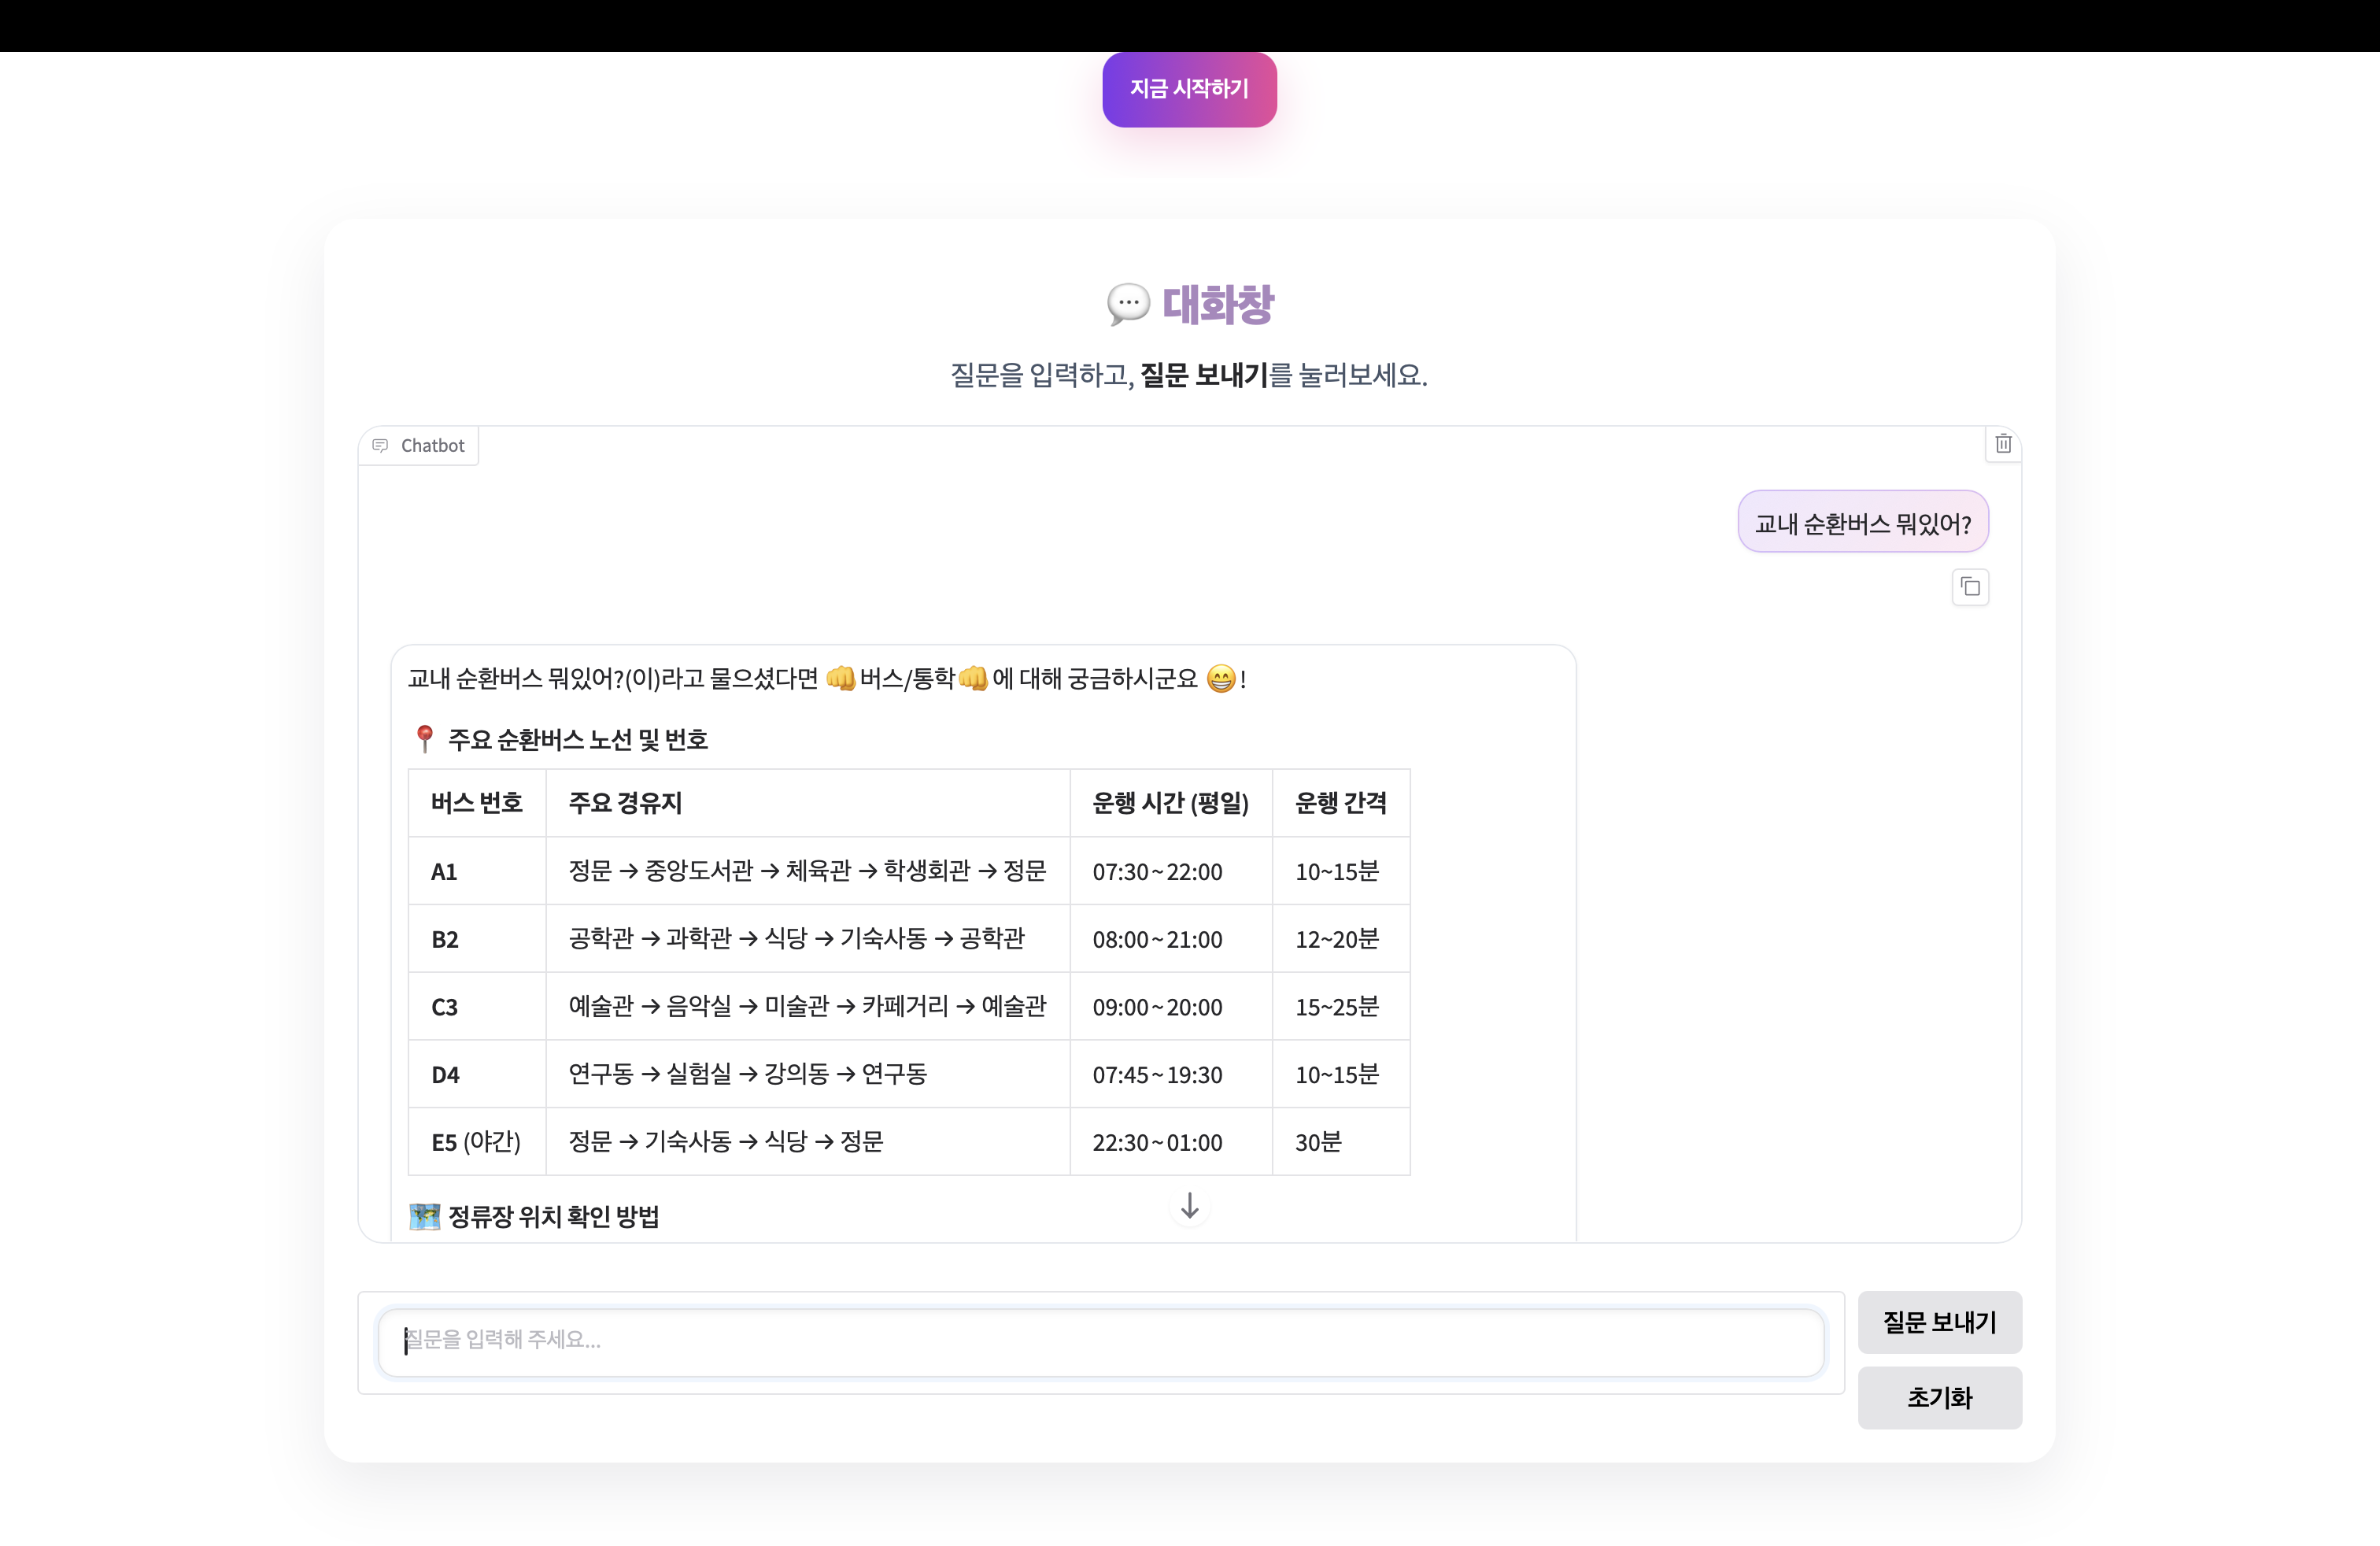 지금 시작하기
💬 대화창
질문을 입력하고, 질문 보내기를 눌러보세요.
Chatbot
교내 순환버스 뭐있어?
교내 순환버스 뭐있어?(이)라고 물으셨다면 👊버스/통학👊에 대해 궁금하시군요 😁!
📍 주요 순환버스 노선 및 번호
버스 번호 주요 경유지 운행 시간 (평일) 운행 간격
A1 정문 → 중앙도서관 → 체육관 → 학생회관 → 정문 07:30 ~ 22:00 10~15분
B2 공학관 → 과학관 → 식당 → 기숙사동 → 공학관 08:00 ~ 21:00 12~20분
C3 예술관 → 음악실 → 미술관 → 카페거리 → 예술관 09:00 ~ 20:00 15~25분
D4 연구동 → 실험실 → 강의동 → 연구동 07:45 ~ 19:30 10~15분
E5 (야간) 정문 → 기숙사동 → 식당 → 정문 22:30 ~ 01:00 30분
🗺️ 정류장 위치 확인 방법
질문을 입력해 주세요...
질문 보내기
초기화